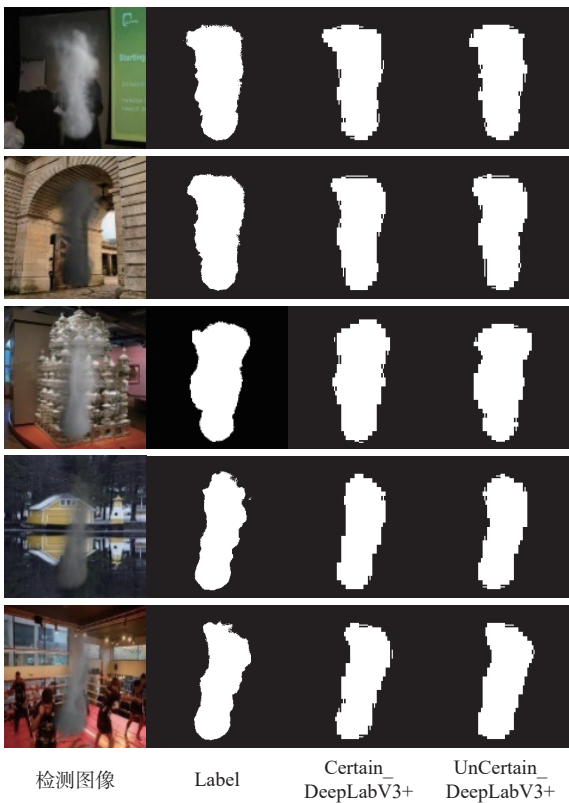 Starting
检测图像
Label
Certain_
DeepLabV3+
UnCertain_
DeepLabV3+